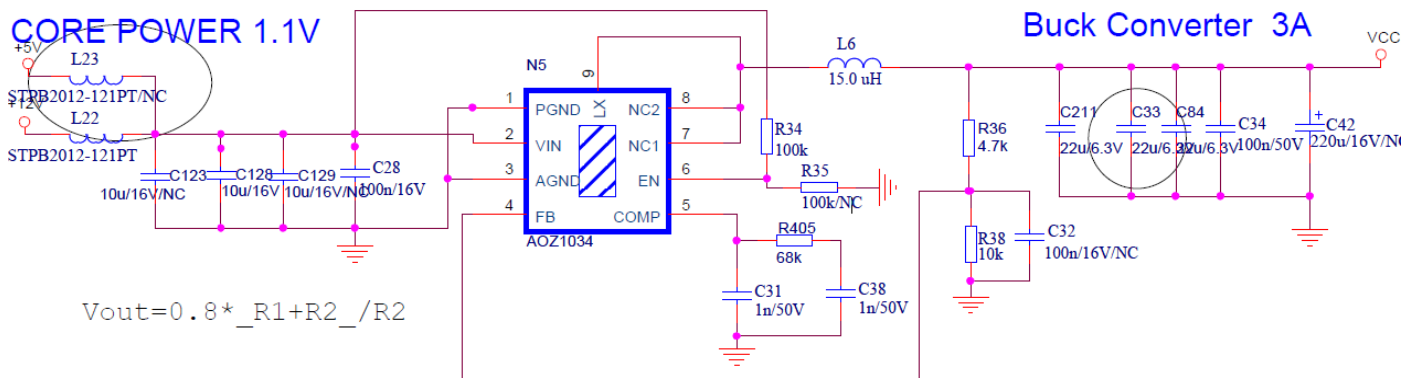 CORE POWER 1.1V
Buck Converter 3A
+5V
L23
STPB2012-121PT/NC
+12V
L22
STPB2012-121PT
C123
10u/16V/NC
C128
10u/16V
C129
10u/16V/NC
C28
100n/16V
N5
9
LX
1
PGND
NC2
8
2
VIN
NC1
7
3
AGND
EN
6
4
FB
COMP
5
AOZ1034
R34
100k
R35
100k/NC
R405
68k
C31
1n/50V
C38
1n/50V
L6
15.0 uH
R36
4.7k
R38
10k
C32
100n/16V/NC
C211
22u/6.3V
C33
22u/6.3V
C84
22u/6.3V
C34
100n/50V
+
C42
220u/16V/NC
VCC
Vout=0.8*_R1+R2_/R2